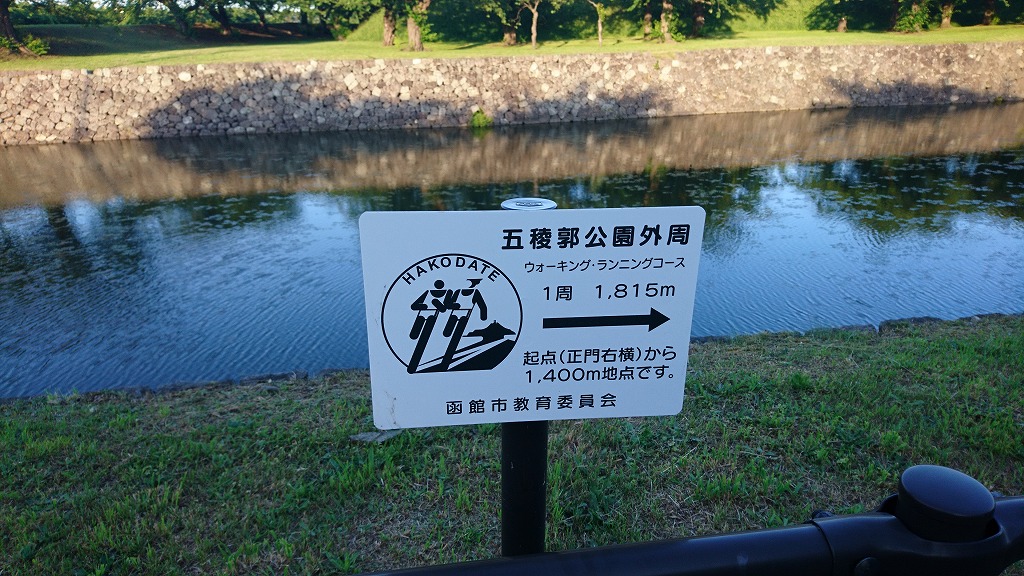 五稜郭公園外周
ウォーキング・ランニングコース
1周 1,815m
HAKODATE
起点(正門右横)から
1,400m地点です。
函館市教育委員会